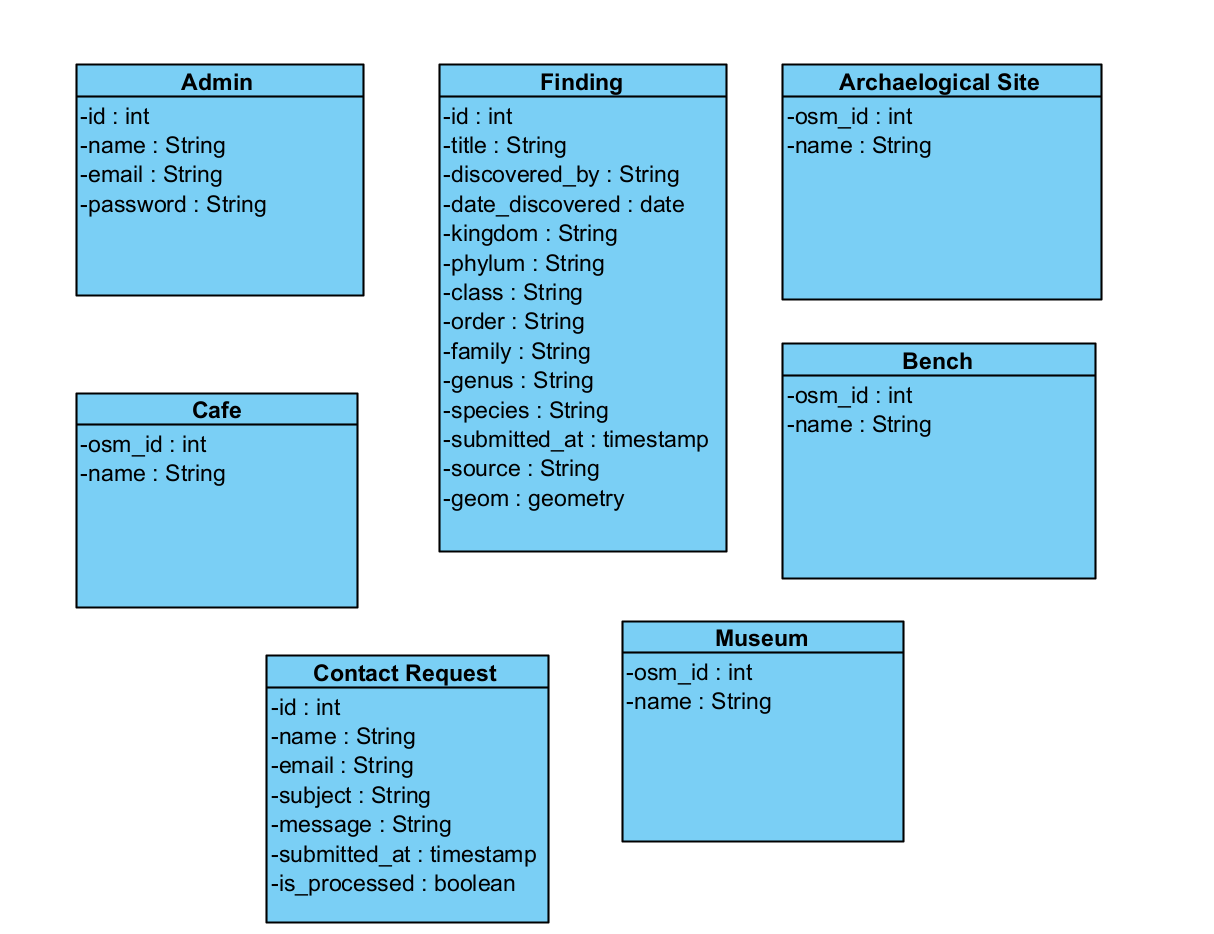 Admin
-id : int
-name : String
-email : String
-password : String
Finding
-id : int
-title : String
-discovered_by : String
-date_discovered : date
-kingdom : String
-phylum : String
-class : String
-order : String
-family : String
-genus : String
-species : String
-submitted_at : timestamp
-source : String
-geom : geometry
Archaelogical Site
-osm_id : int
-name : String
Cafe
-osm_id : int
-name : String
Bench
-osm_id : int
-name : String
Contact Request
-id : int
-name : String
-email : String
-subject : String
-message : String
-submitted_at : timestamp
-is_processed : boolean
Museum
-osm_id : int
-name : String